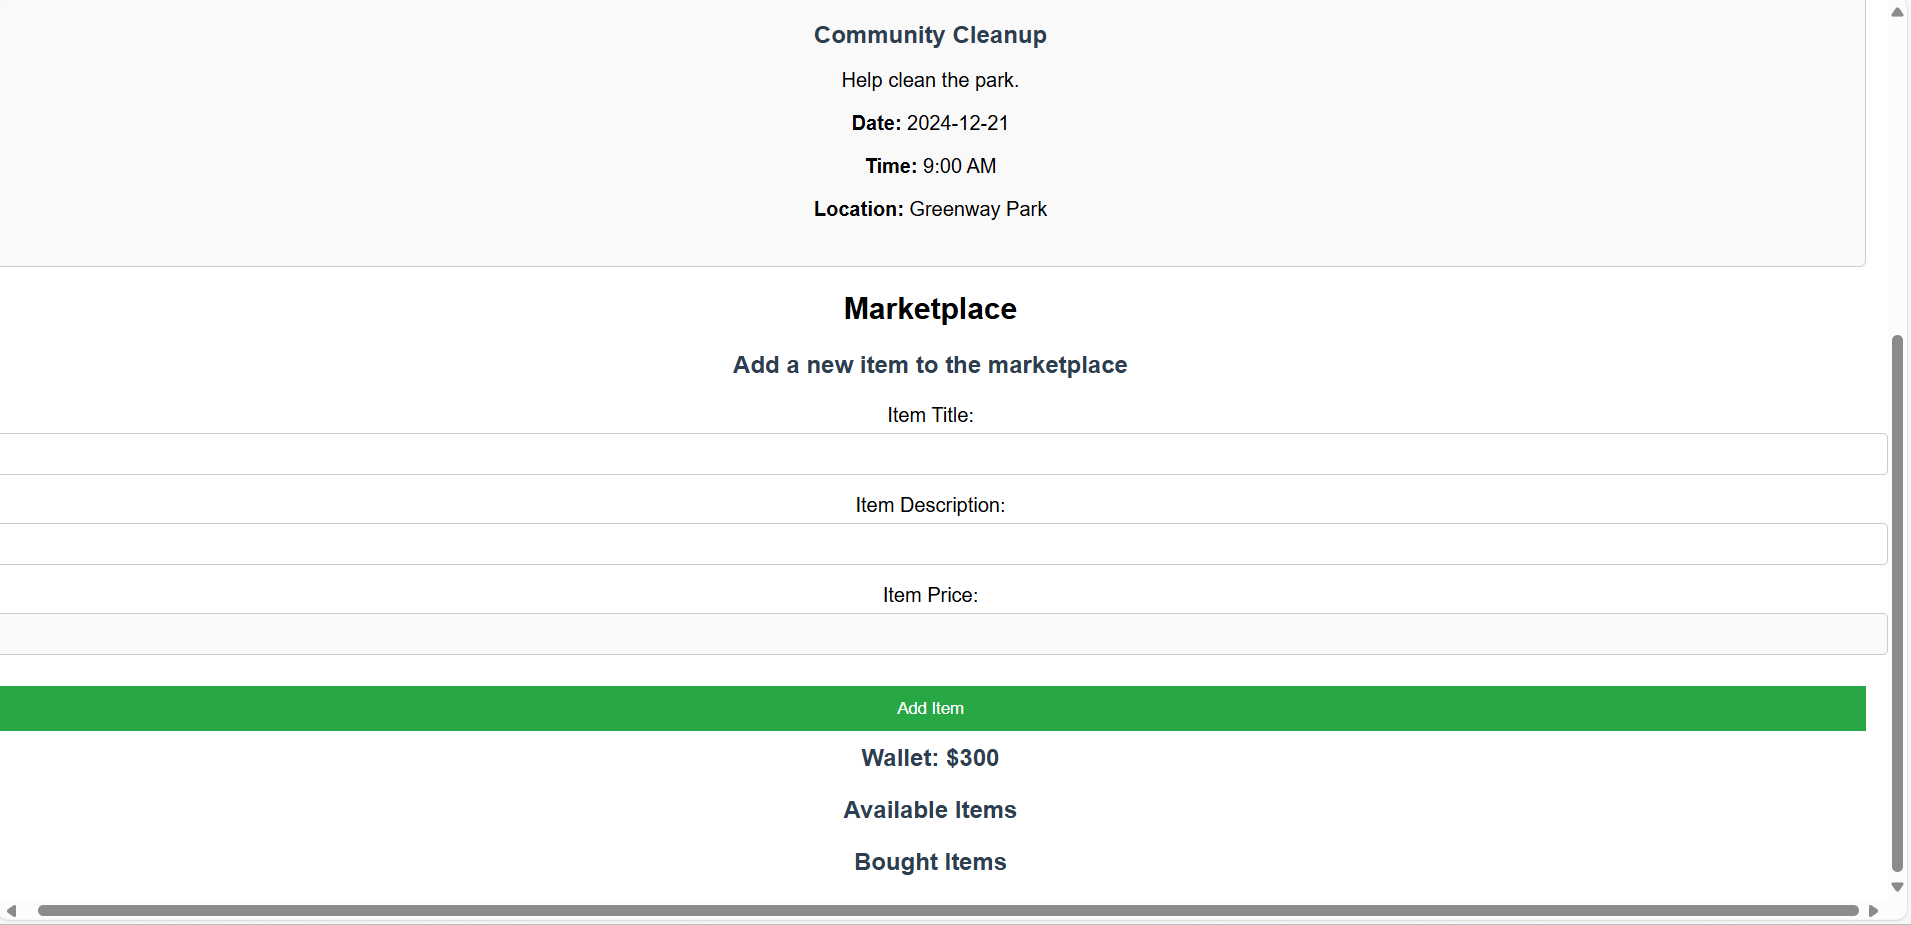 Community Cleanup
Help clean the park.
Date: 2024-12-21
Time: 9:00 AM
Location: Greenway Park
Marketplace
Add a new item to the marketplace
Item Title:
Item Description:
Item Price:
Add Item
Wallet: $300
Available Items
Bought Items